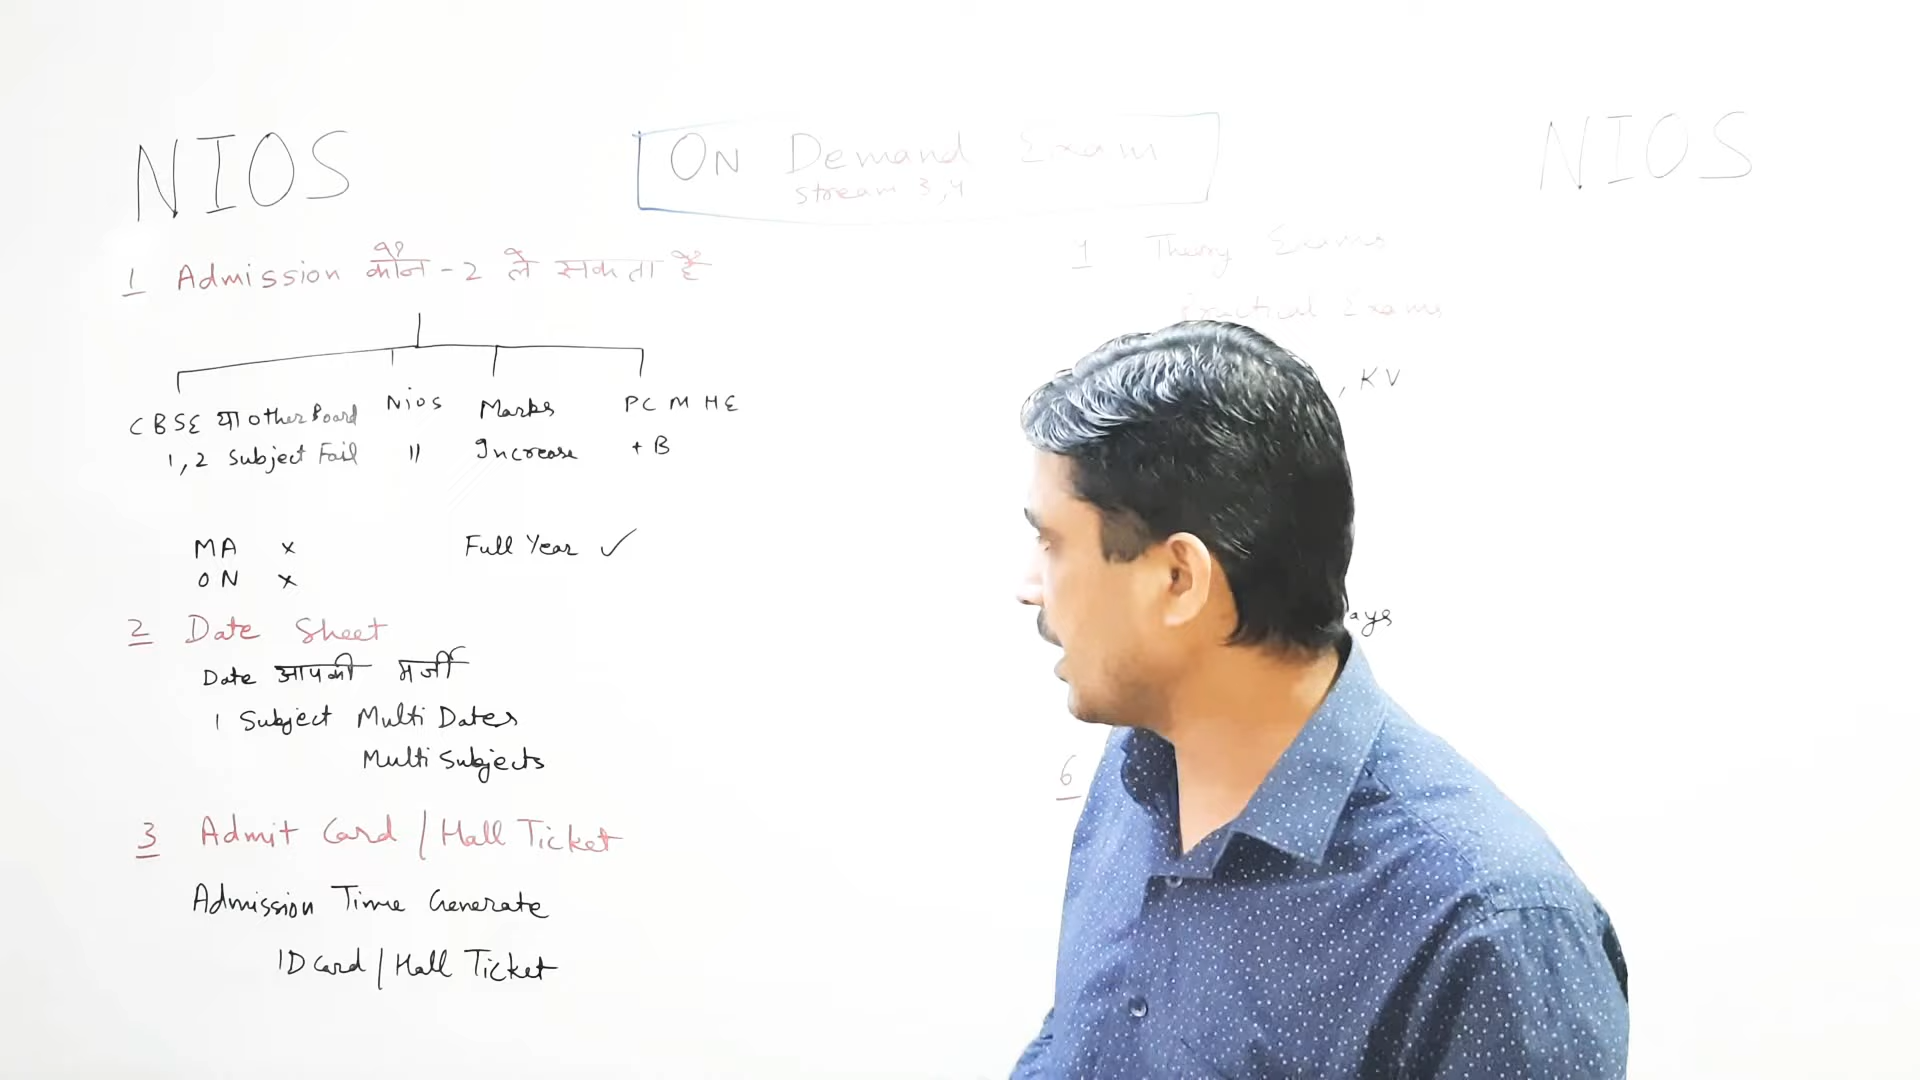 NIOS
ON Demand Exam
Stream 3,4
NIOS
1 Admission कौन-2 ले सकता है
CBSE या other Board
1,2 Subject Fail
Nios
"
Marks
Increase
PCMHE
+ B
MA ×
ON ×
Full Year ✓
2 Date Sheet
Date आपकी मर्जी
1 Subject Multi Dates
Multi Subjects
3 Admit Card / Hall Ticket
Admission Time Generate
ID Card / Hall Ticket
1 Theory Exams
Practical Exams
, KV
ays
6